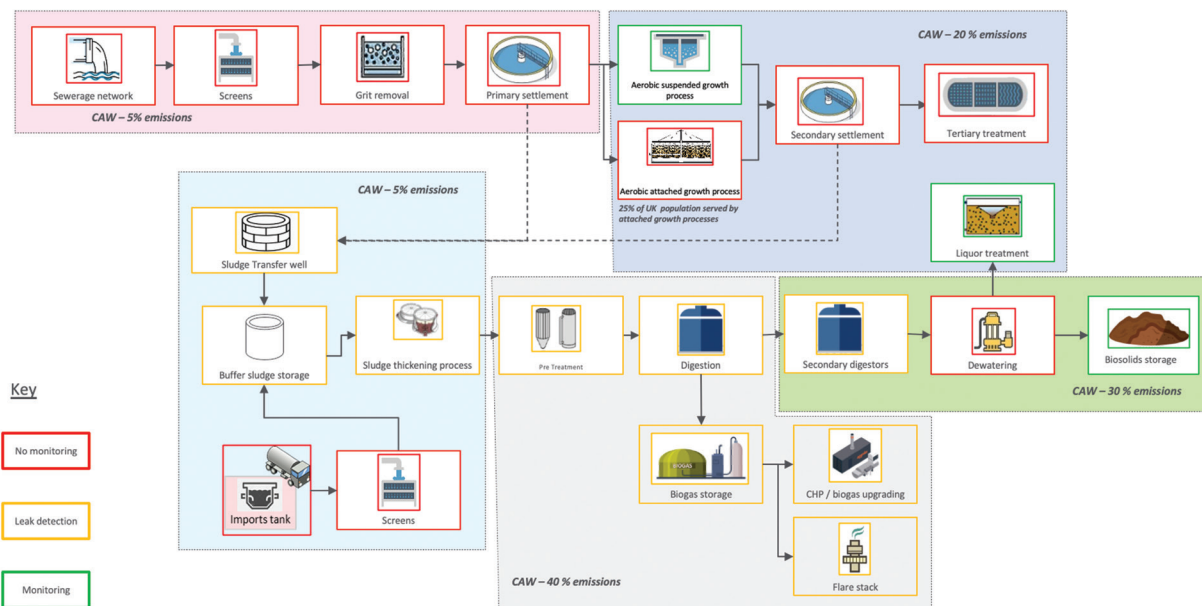 CAW – 20 % emissions
Sewerage network
Screens
Grit removal
Primary settlement
CAW – 5% emissions
Aerobic suspended growth
process
Secondary settlement
Tertiary treatment
Aerobic attached growth process
25% of UK population served by
attached growth processes
CAW – 5% emissions
Sludge Transfer well
Liquor treatment
Buffer sludge storage
Sludge thickening process
Pre Treatment
Digestion
Secondary digestors
Dewatering
Biosolids storage
CAW – 30 % emissions
Key
No monitoring
Leak detection
Monitoring
Imports tank
Screens
BIOGAS
Biogas storage
CHP / biogas upgrading
Flare stack
CAW – 40 % emissions